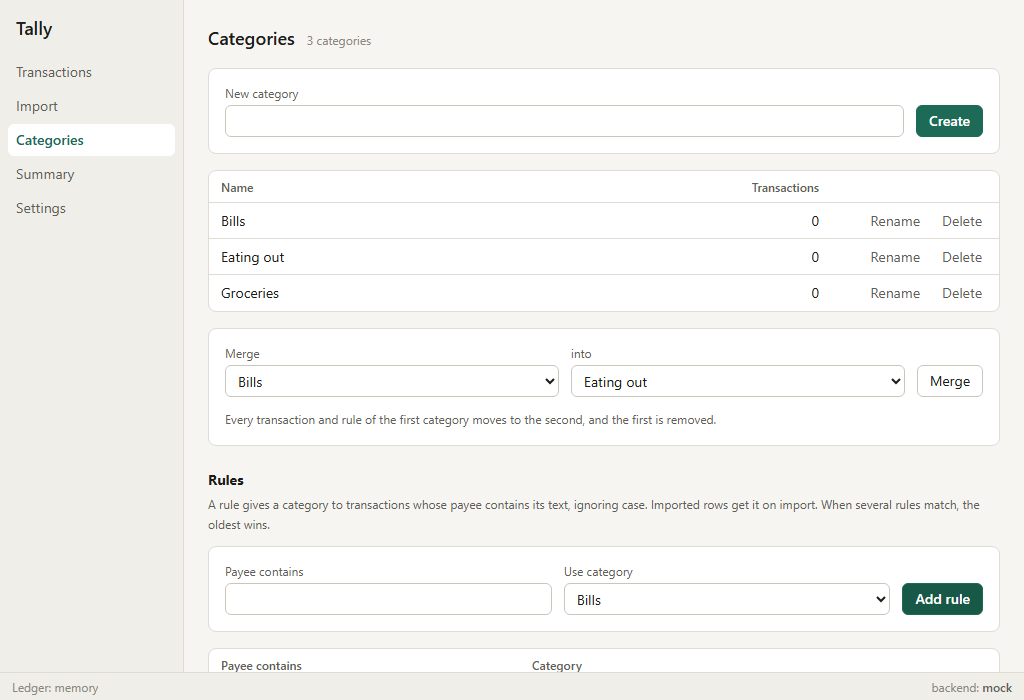 Tally
Transactions
Import
Categories
Summary
Settings
Categories 3 categories
New category
Create
Name Transactions
Bills 0 Rename Delete
Eating out 0 Rename Delete
Groceries 0 Rename Delete
Merge into
Bills Eating out Merge
Every transaction and rule of the first category moves to the second, and the first is removed.
Rules
A rule gives a category to transactions whose payee contains its text, ignoring case. Imported rows get it on import. When several rules match, the
oldest wins.
Payee contains Use category
Bills Add rule
Payee contains Category
Ledger: memory backend: mock